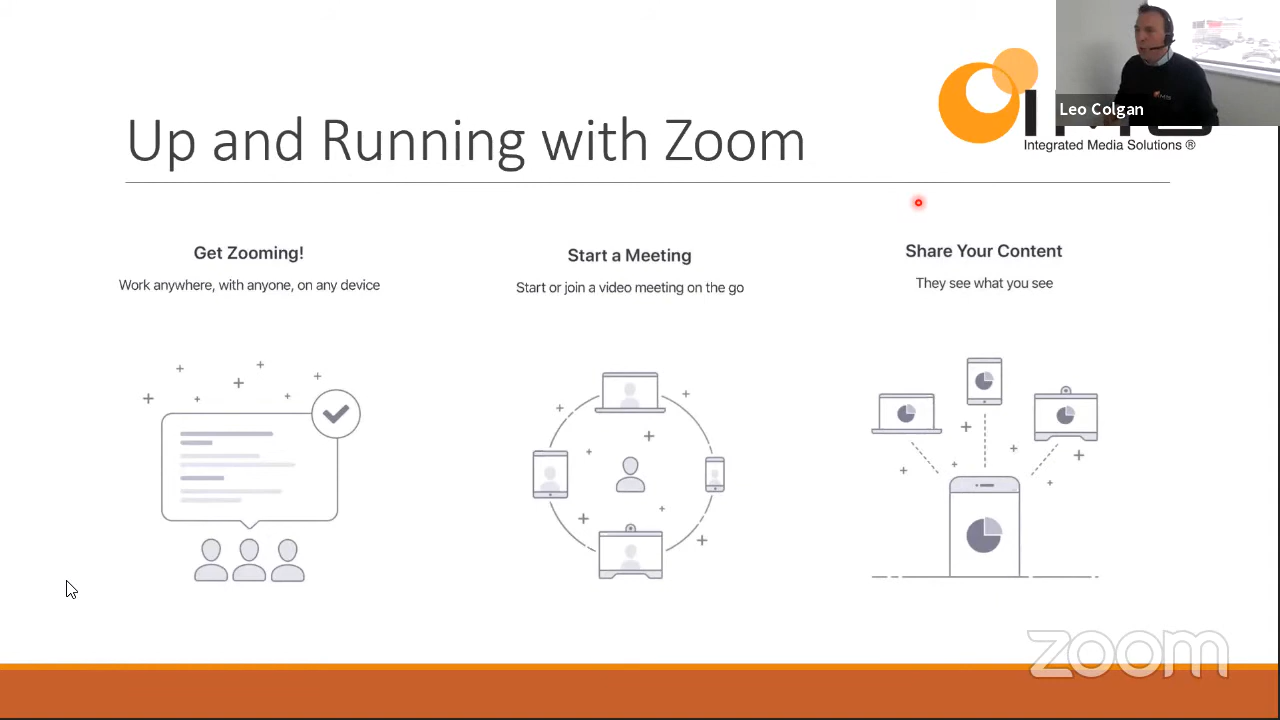 Leo Colgan
Up and Running with Zoom
Integrated Media Solutions ®
Get Zooming!
Work anywhere, with anyone, on any device
Start a Meeting
Start or join a video meeting on the go
Share Your Content
They see what you see
zoom